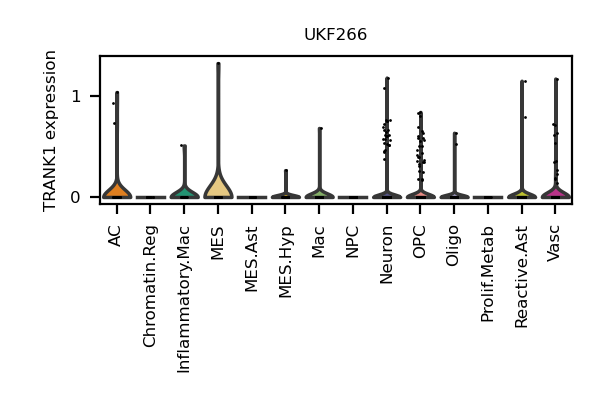 UKF266
TRANK1 expression
1
0
AC
Chromatin.Reg
Inflammatory.Mac
MES
MES.Ast
MES.Hyp
Mac
NPC
Neuron
OPC
Oligo
Prolif.Metab
Reactive.Ast
Vasc